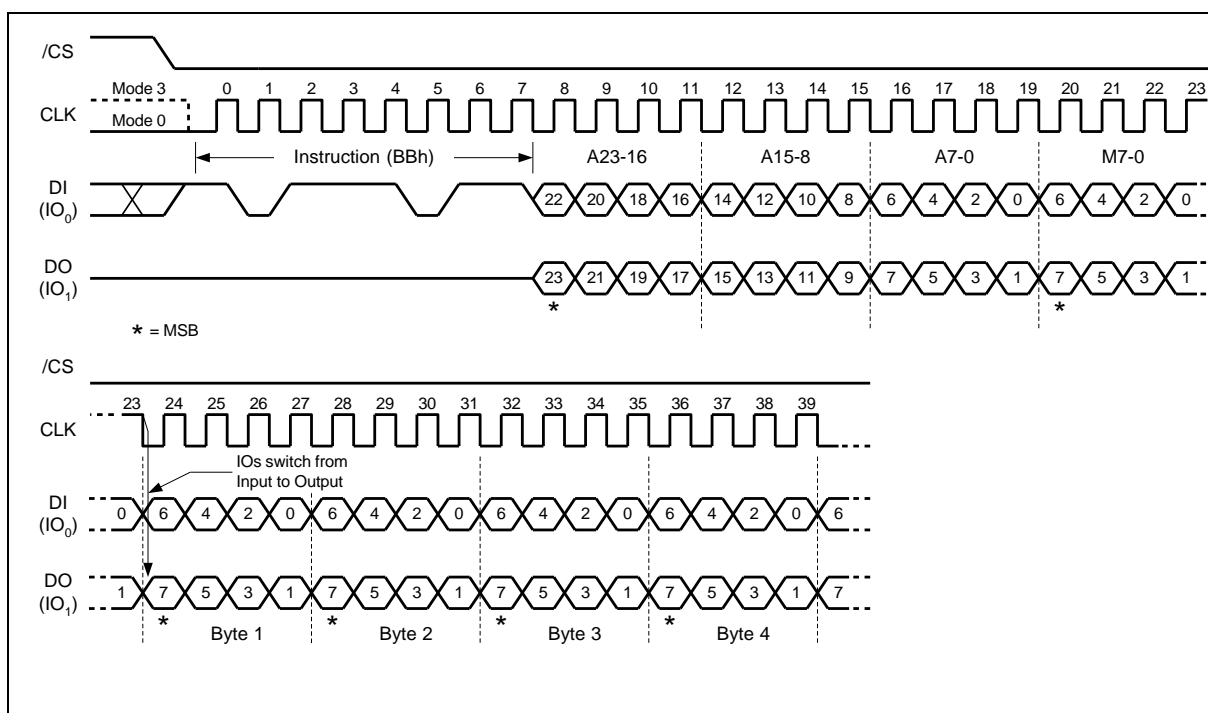 /CS
Mode 3 0 1 2 3 4 5 6 7 8 9 10 11 12 13 14 15 16 17 18 19 20 21 22 23
CLK Mode 0
Instruction (BBh) A23-16 A15-8 A7-0 M7-0
DI
(IO0) 22 20 18 16 14 12 10 8 6 4 2 0 6 4 2 0
DO
(IO1) 23 21 19 17 15 13 11 9 7 5 3 1 7 5 3 1
* *
* = MSB
/CS
23 24 25 26 27 28 29 30 31 32 33 34 35 36 37 38 39
CLK
IOs switch from
Input to Output
DI
(IO0) 0 6 4 2 0 6 4 2 0 6 4 2 0 6 4 2 0 6
DO
(IO1) 1 7 5 3 1 7 5 3 1 7 5 3 1 7 5 3 1 7
* Byte 1 * Byte 2 * Byte 3 * Byte 4